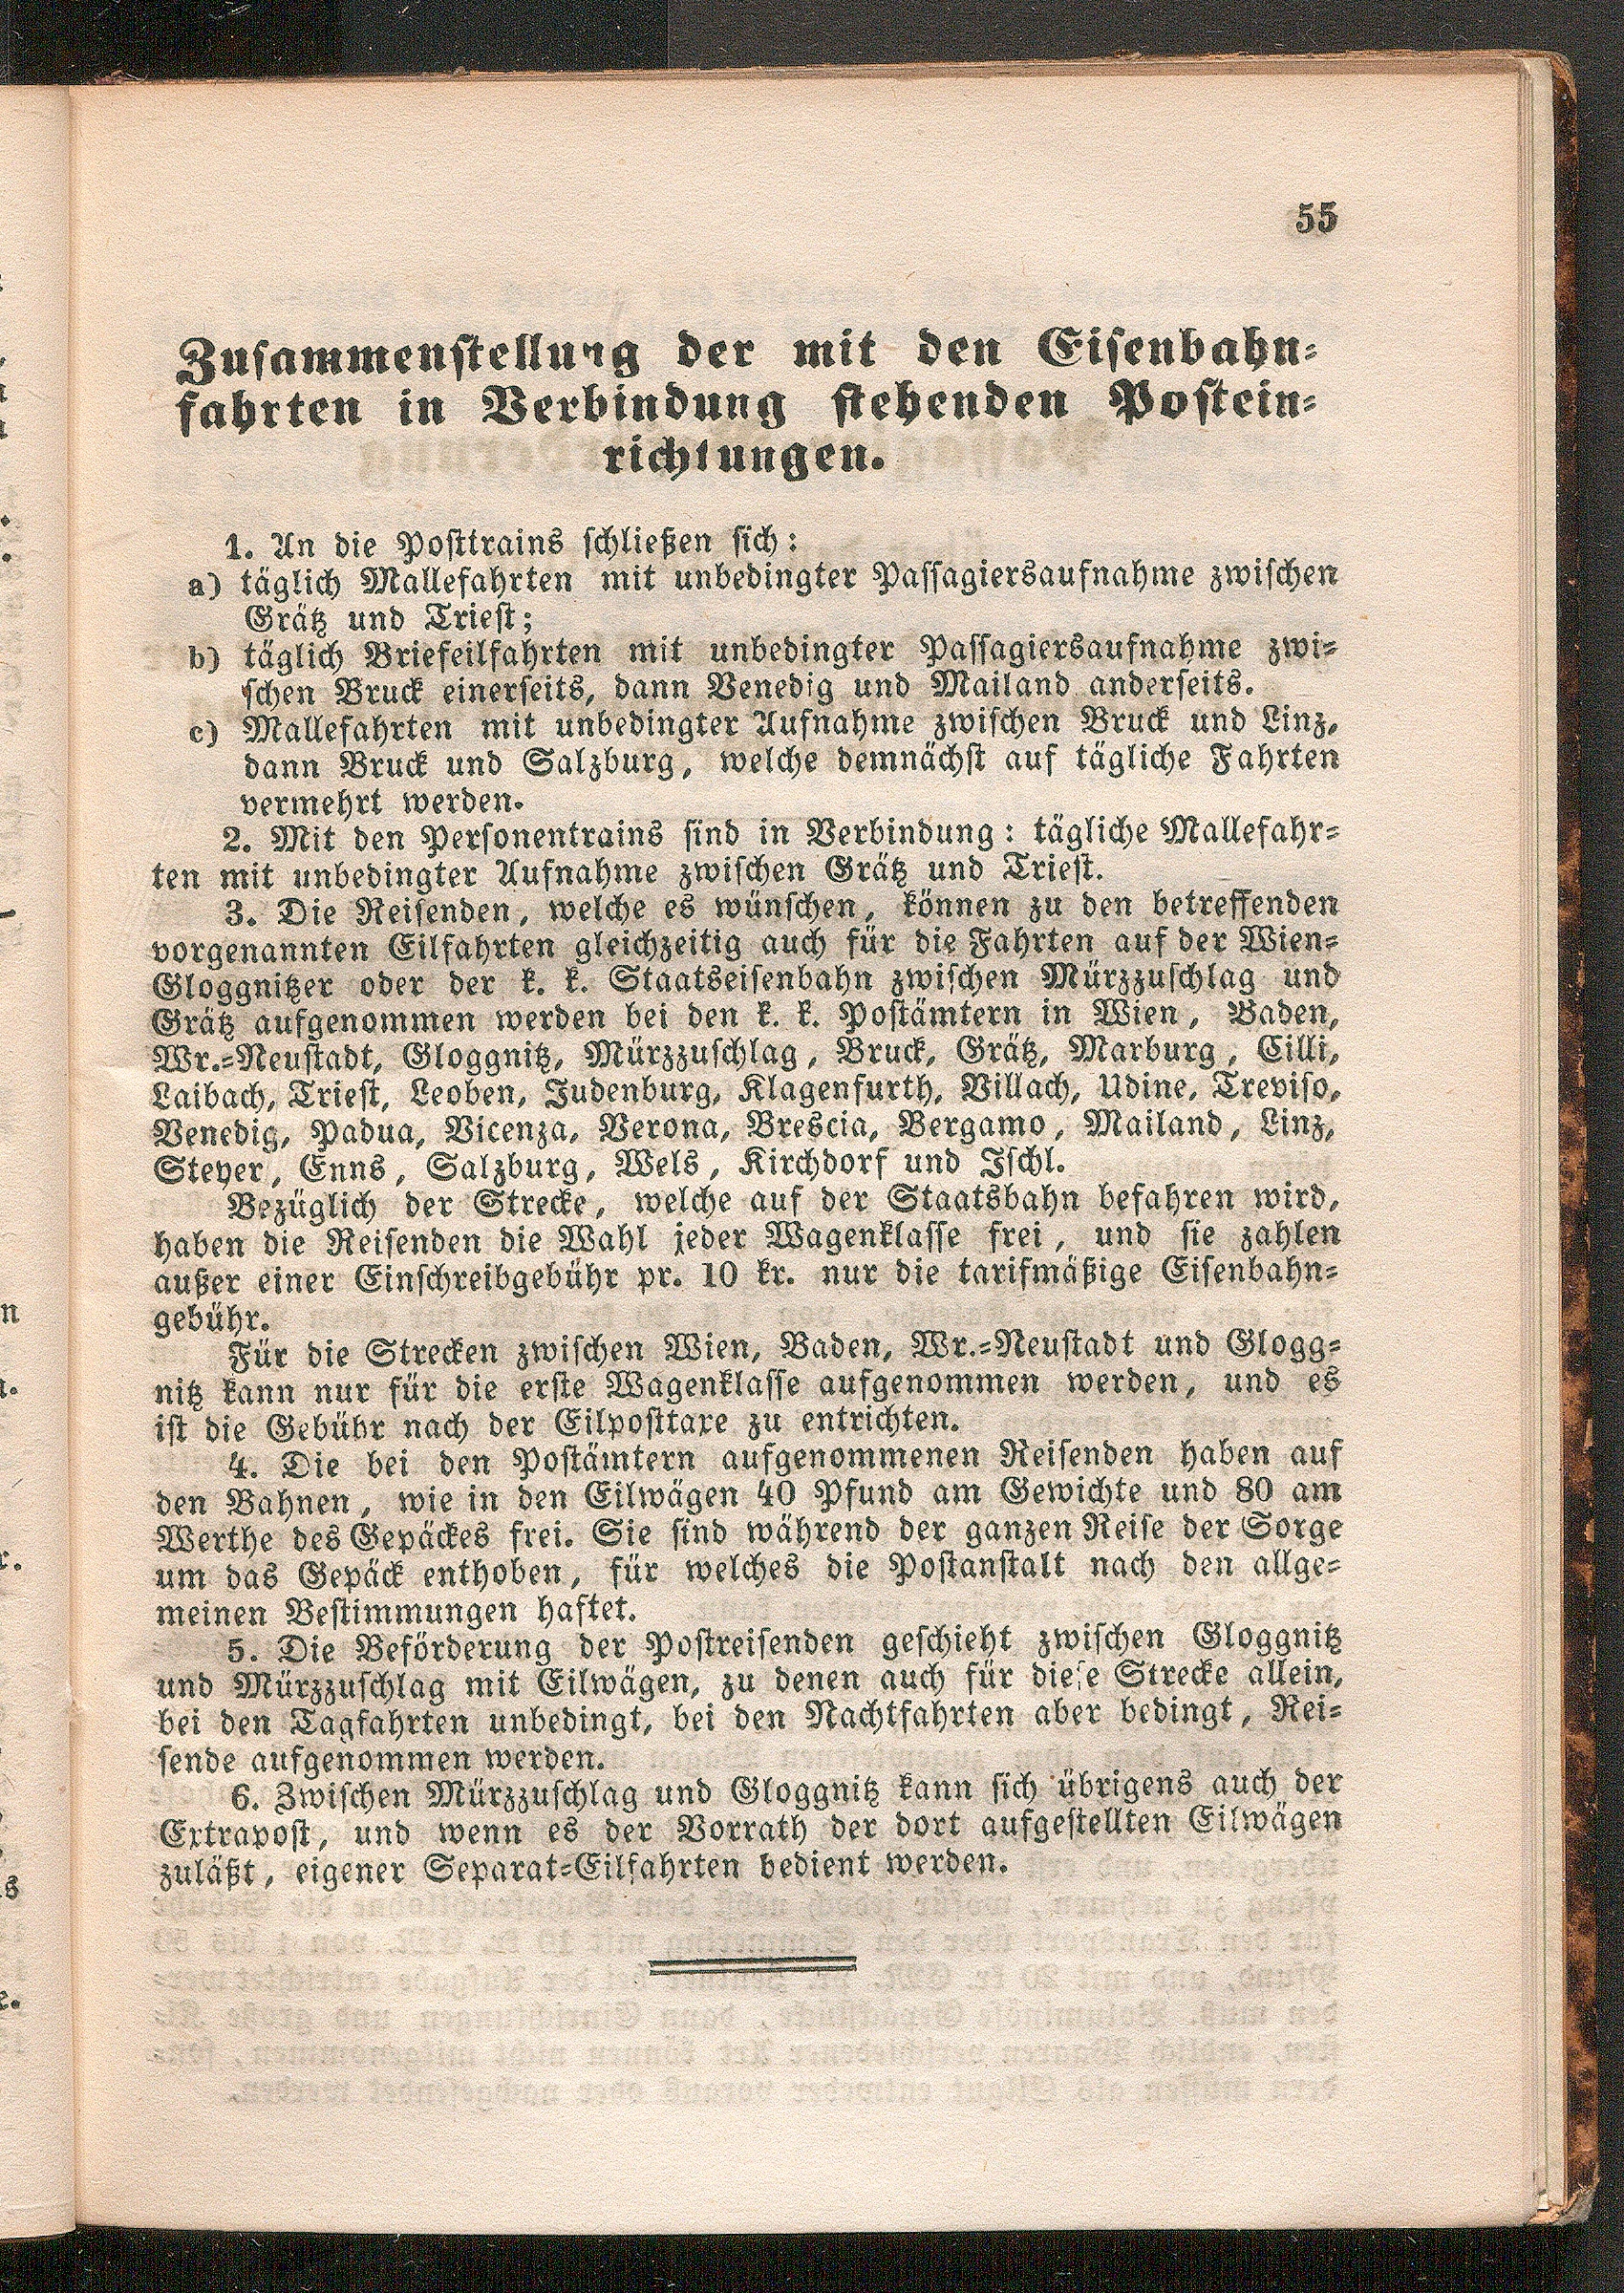 55
Zusammenstellung der mit den Eisenbahn-
fahrten in Verbindung stehenden Postein-
richtungen.
1. An die Posttrains schließen sich:
a) täglich Mallefahrten mit unbedingter Passagiersaufnahme zwischen
Grätz und Triest;
b) täglich Briefeilfahrten mit unbedingter Passagiersaufnahme zwi-
schen Bruck einerseits, dann Venedig und Mailand anderseits.
c) Mallefahrten mit unbedingter Aufnahme zwischen Bruck und Linz,
dann Bruck und Salzburg, welche demnächst auf tägliche Fahrten
vermehrt werden.
2. Mit den Personentrains sind in Verbindung: tägliche Mallefahr-
ten mit unbedingter Aufnahme zwischen Grätz und Triest.
3. Die Reisenden, welche es wünschen, können zu den betreffenden
vorgenannten Eilfahrten gleichzeitig auch für die Fahrten auf der Wien-
Gloggnitzer oder der k. k. Staatseisenbahn zwischen Mürzzuschlag und
Grätz aufgenommen werden bei den k. k. Postämtern in Wien, Baden,
Wr.-Neustadt, Gloggnitz, Mürzzuschlag, Bruck, Grätz, Marburg, Cilli,
Laibach, Triest, Leoben, Judenburg, Klagenfurth, Villach, Udine, Treviso,
Venedig, Padua, Vicenza, Verona, Brescia, Bergamo, Mailand, Linz,
Steyer, Enns, Salzburg, Wels, Kirchdorf und Ischl.
Bezüglich der Strecke, welche auf der Staatsbahn befahren wird,
haben die Reisenden die Wahl jeder Wagenklasse frei, und sie zahlen
außer einer Einschreibgebühr pr. 10 kr. nur die tarifmäßige Eisenbahn-
gebühr.
Für die Strecken zwischen Wien, Baden, Wr.-Neustadt und Glogg-
nitz kann nur für die erste Wagenklasse aufgenommen werden, und es
ist die Gebühr nach der Eilposttaxe zu entrichten.
4. Die bei den Postämtern aufgenommenen Reisenden haben auf
den Bahnen, wie in den Eilwägen 40 Pfund am Gewichte und 80 am
Werthe des Gepäckes frei. Sie sind während der ganzen Reise der Sorge
um das Gepäck enthoben, für welches die Postanstalt nach den allge-
meinen Bestimmungen haftet.
5. Die Beförderung der Postreisenden geschieht zwischen Gloggnitz
und Mürzzuschlag mit Eilwägen, zu denen auch für diese Strecke allein,
bei den Tagfahrten unbedingt, bei den Nachtfahrten aber bedingt, Rei-
sende aufgenommen werden.
6. Zwischen Mürzzuschlag und Gloggnitz kann sich übrigens auch der
Extrapost, und wenn es der Vorrath der dort aufgestellten Eilwägen
zuläßt, eigener Separat-Eilfahrten bedient werden.